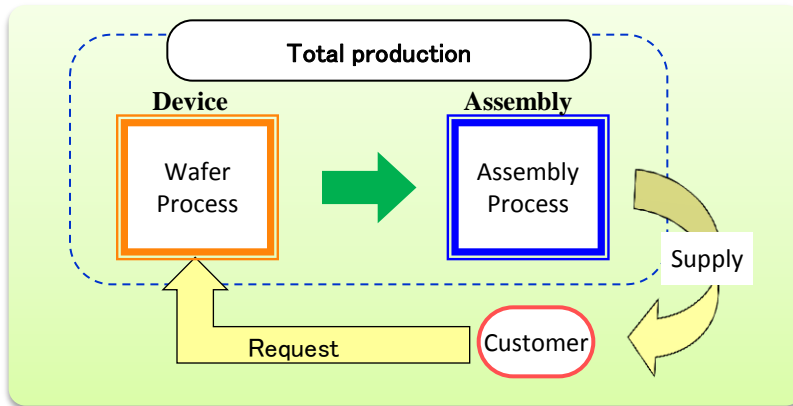 Total production
Device
Assembly
Wafer
Process
Assembly
Process
Supply
Customer
Request